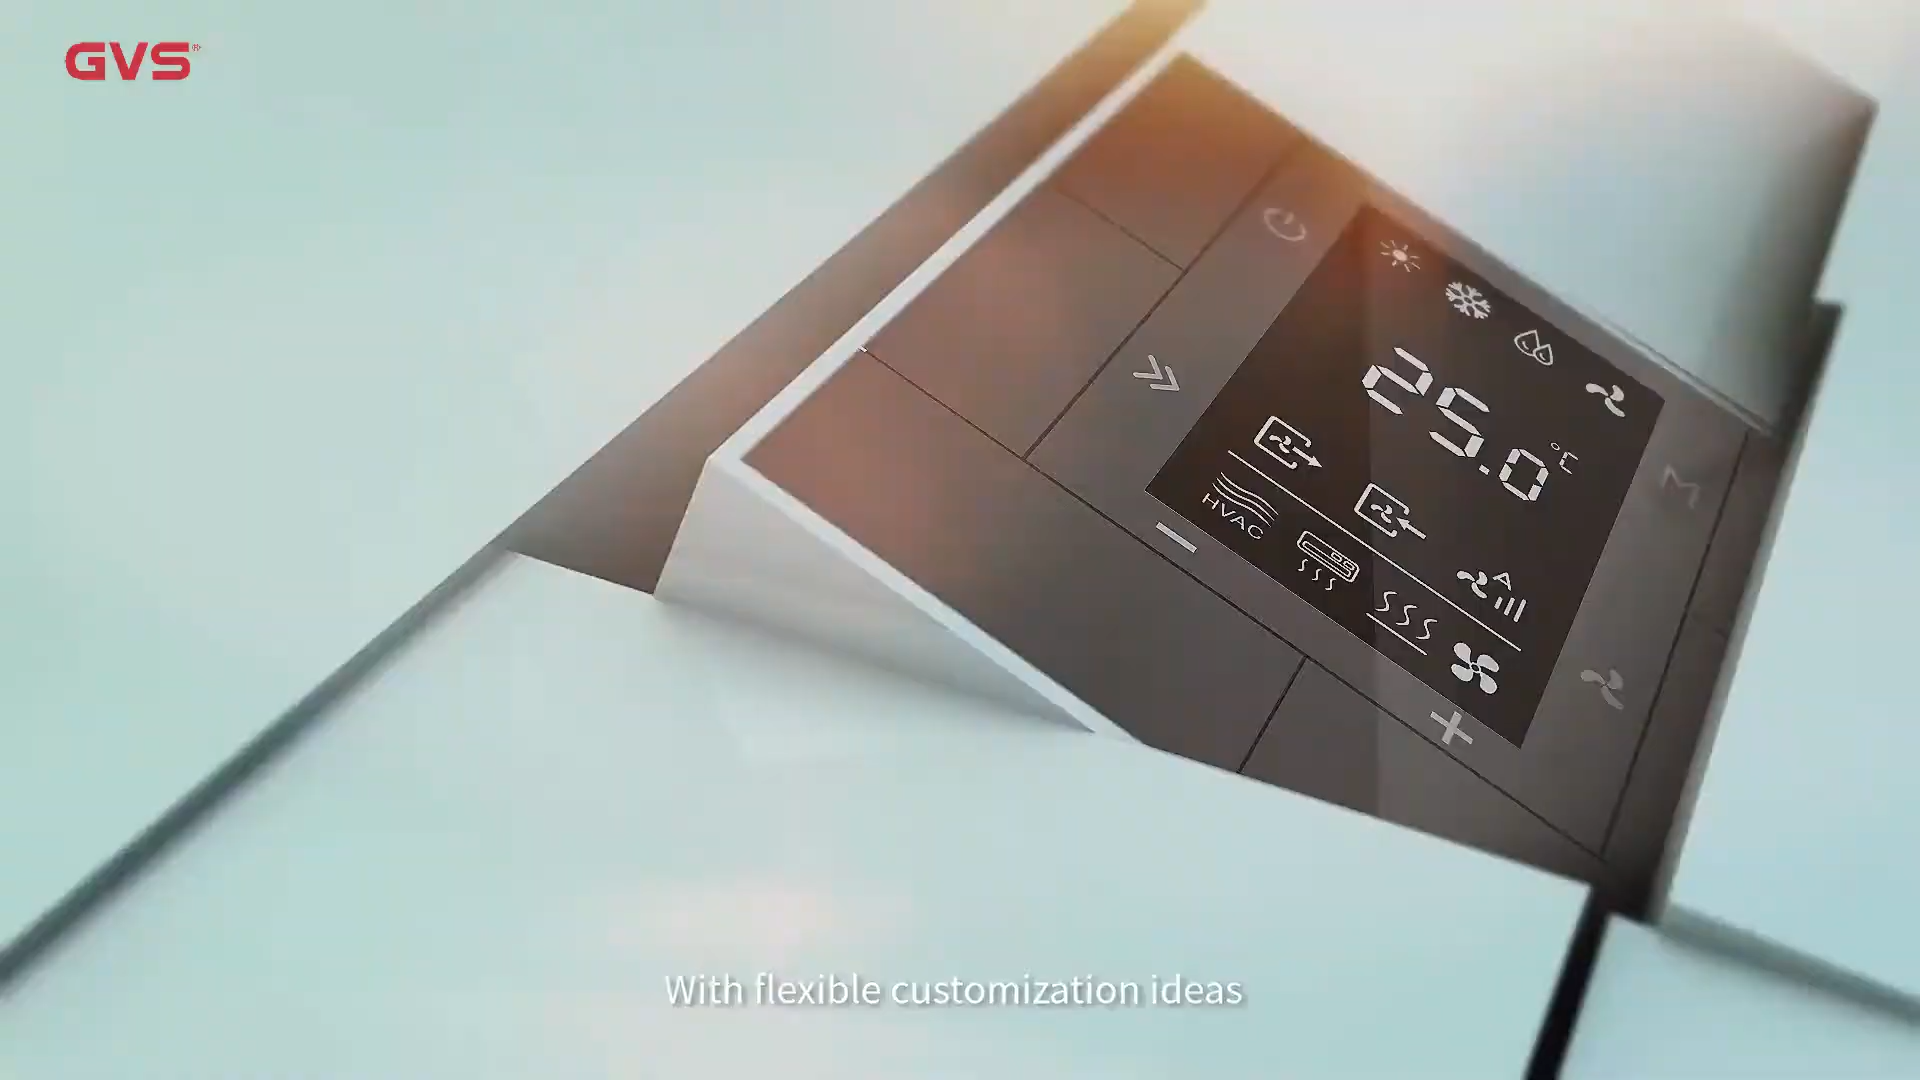 GVS®
25.0 °C
HVAC
A
M
With flexible customization ideas